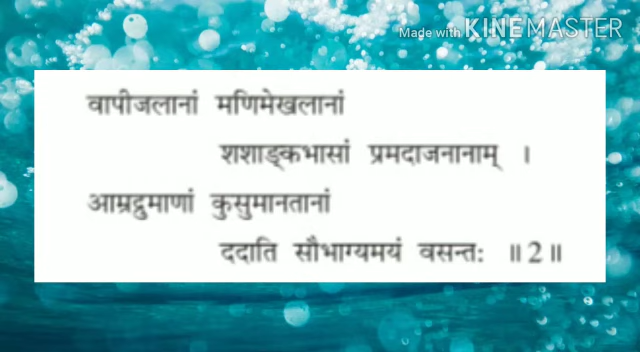 Made with KINEMASTER
वापीजलानां मणिमेखलानां
शशाङ्कभासां प्रमदाजनानाम् ।
आम्रद्रुमाणां कुसुमानतानां
ददाति सौभाग्यमयं वसन्तः ॥2॥